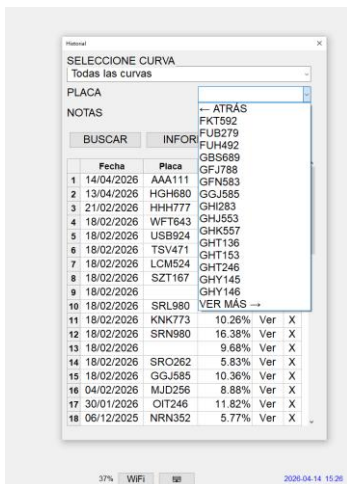 Historial ×
SELECCIONE CURVA
Todas las curvas
PLACA
NOTAS
← ATRÁS
FKT592
FUB279
FUH492
GBS689
GFJ788
GFN583
GGJ585
GHI283
GHJ553
GHK557
GHT136
GHT153
GHT246
GHY145
GHY146
VER MÁS →
BUSCAR INFOR
Fecha Placa
1 14/04/2026 AAA111
2 13/04/2026 HGH680
3 21/02/2026 HHH777
4 18/02/2026 WFT643
5 18/02/2026 USB924
6 18/02/2026 TSV471
7 18/02/2026 LCM524
8 18/02/2026 SZT167
9 18/02/2026
10 18/02/2026 SRL980
11 18/02/2026 KNK773 10.26% Ver X
12 18/02/2026 SRN980 16.38% Ver X
13 18/02/2026 9.68% Ver X
14 18/02/2026 SRO262 5.83% Ver X
15 18/02/2026 GGJ585 10.36% Ver X
16 04/02/2026 MJD256 8.88% Ver X
17 30/01/2026 OIT246 11.82% Ver X
18 06/12/2025 NRN352 5.77% Ver X
37% WiFi 2026-04-14 15:26